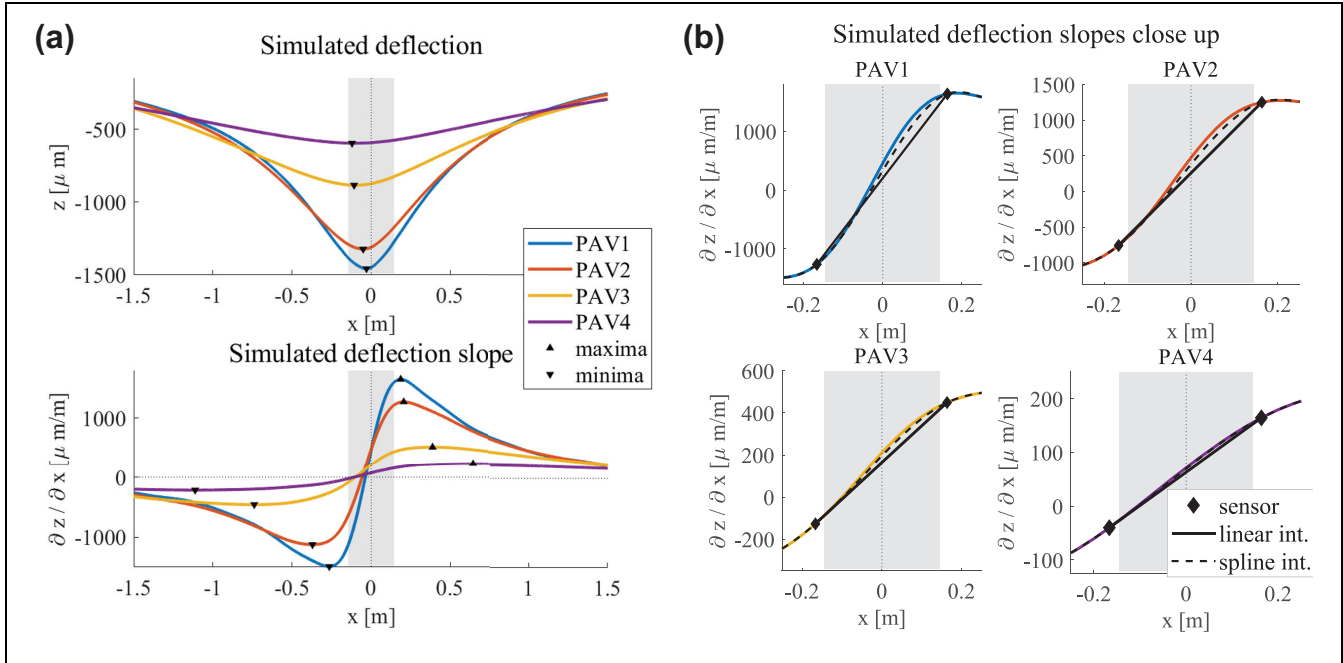 (a)
Simulated deflection
-500
-1000
-1500
z [μ m]
-1.5 -1 -0.5 0 0.5 1 1.5
x [m]
PAV1
PAV2
PAV3
PAV4
maxima
minima
Simulated deflection slope
1000
0
-1000
∂ z / ∂ x [μ m/m]
-1.5 -1 -0.5 0 0.5 1 1.5
x [m]
(b)
Simulated deflection slopes close up
PAV1
1000
0
-1000
∂ z / ∂ x [μ m/m]
-0.2 0 0.2
x [m]
PAV2
1500
1000
500
0
-500
-1000
∂ z / ∂ x [μ m/m]
-0.2 0 0.2
x [m]
PAV3
600
400
200
0
-200
∂ z / ∂ x [μ m/m]
-0.2 0 0.2
x [m]
PAV4
200
100
0
-100
∂ z / ∂ x [μ m/m]
-0.2 0 0.2
x [m]
sensor
linear int.
spline int.